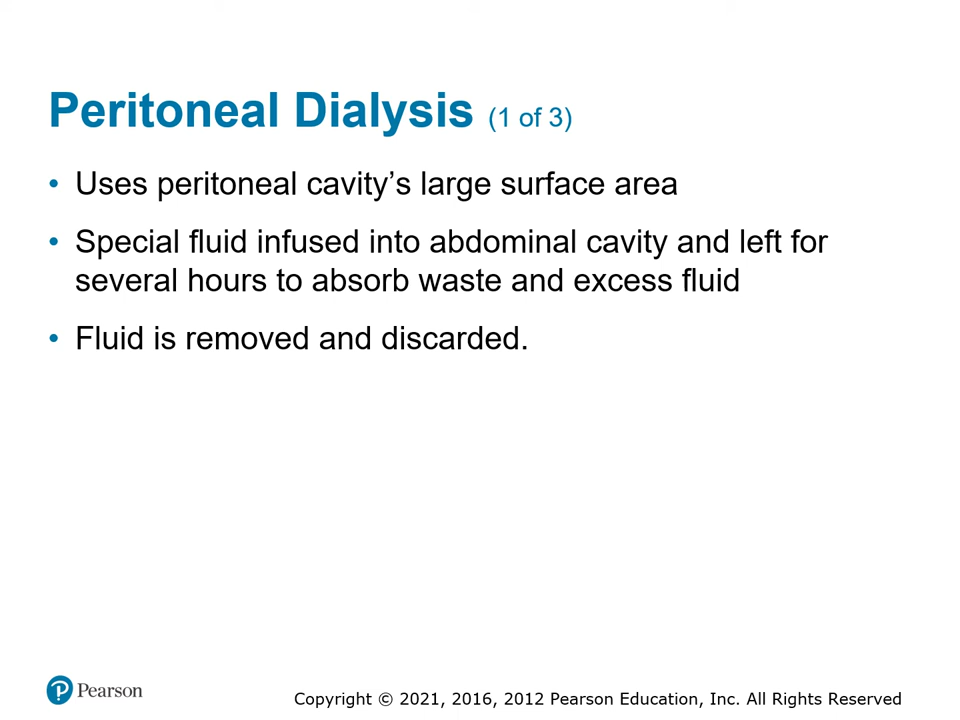 Peritoneal Dialysis (1 of 3)
• Uses peritoneal cavity’s large surface area
• Special fluid infused into abdominal cavity and left for
several hours to absorb waste and excess fluid
• Fluid is removed and discarded.
Pearson
Copyright © 2021, 2016, 2012 Pearson Education, Inc. All Rights Reserved